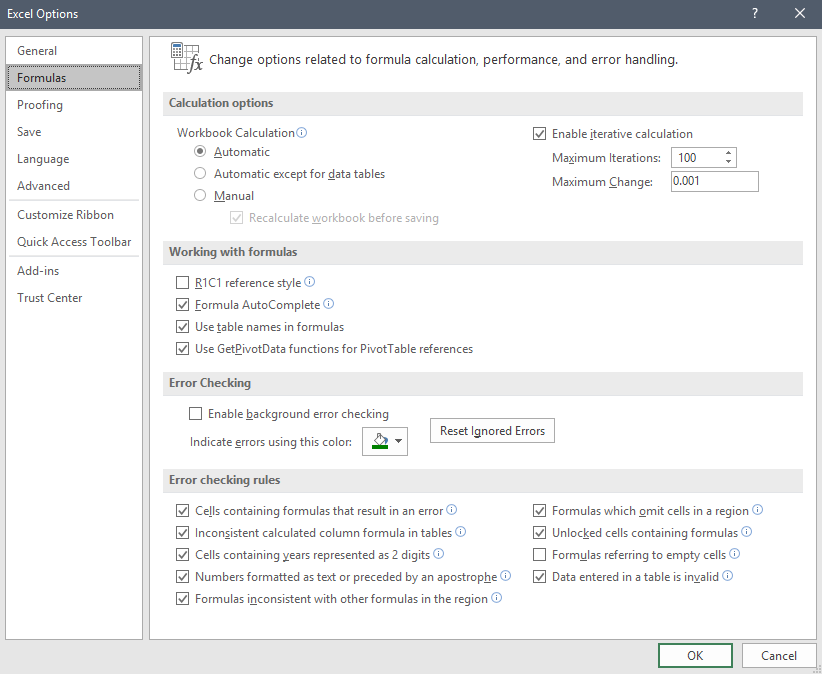 Excel Options
?
General
Formulas
Proofing
Save
Language
Advanced
Customize Ribbon
Quick Access Toolbar
Add-ins
Trust Center
fx Change options related to formula calculation, performance, and error handling.
Calculation options
Workbook Calculation
Automatic
Automatic except for data tables
Manual
Recalculate workbook before saving
Enable iterative calculation
Maximum Iterations: 100
Maximum Change: 0.001
Working with formulas
R1C1 reference style
Formula AutoComplete
Use table names in formulas
Use GetPivotData functions for PivotTable references
Error Checking
Enable background error checking
Indicate errors using this color:
Reset Ignored Errors
Error checking rules
Cells containing formulas that result in an error
Inconsistent calculated column formula in tables
Cells containing years represented as 2 digits
Numbers formatted as text or preceded by an apostrophe
Formulas inconsistent with other formulas in the region
Formulas which omit cells in a region
Unlocked cells containing formulas
Formulas referring to empty cells
Data entered in a table is invalid
OK
Cancel